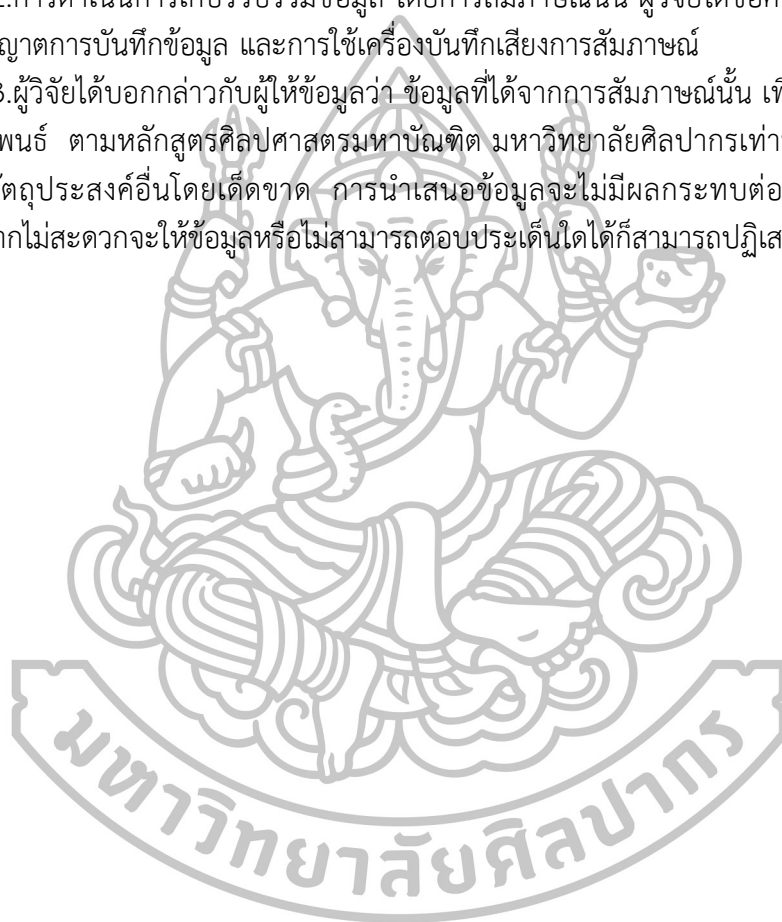 การดำเนินการเก็บรวบรวมข้อมูล โดยการสัมภาษณ์นั้น ผู้วิจัยได้ขอ
ญาตการบันทึกข้อมูล และการใช้เครื่องบันทึกเสียงการสัมภาษณ์
3.ผู้วิจัยได้บอกกล่าวกับผู้ให้ข้อมูลว่า ข้อมูลที่ได้จากการสัมภาษณ์นั้น
พนธ์ ตามหลักสูตรศิลปศาสตรมหาบัณฑิต มหาวิทยาลัยศิลปากรเท่า
วัตถุประสงค์อื่นโดยเด็ดขาด การนำเสนอข้อมูลจะไม่มีผลกระทบต่อ
ากไม่สะดวกจะให้ข้อมูลหรือไม่สามารถตอบประเด็นใดได้ก็สามารถปฏิเส
มหาวิทยาลัยศิลปากร